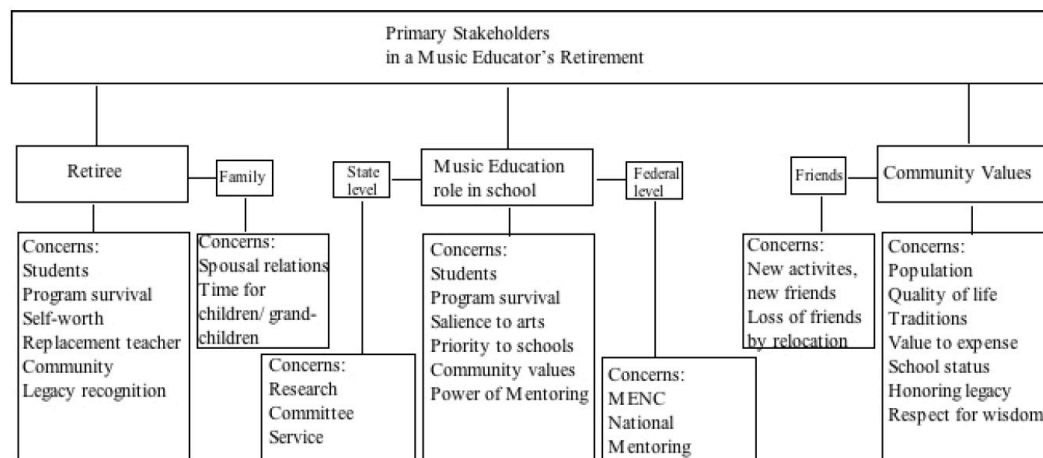 Primary Stakeholders
in a Music Educator's Retirement
Retiree
Family
State
level
Music Education
role in school
Federal
level
Friends
Community Values
Concerns:
Students
Program survival
Self-worth
Replacement teacher
Community
Legacy recognition
Concerns:
Spousal relations
Time for
children/ grand-
children
Concerns:
Research
Committee
Service
Concerns:
Students
Program survival
Salience to arts
Priority to schools
Community values
Power of Mentoring
Concerns:
MENC
National
Mentoring
Concerns:
New activites,
new friends
Loss of friends
by relocation
Concerns:
Population
Quality of life
Traditions
Value to expense
School status
Honoring legacy
Respect for wisdom